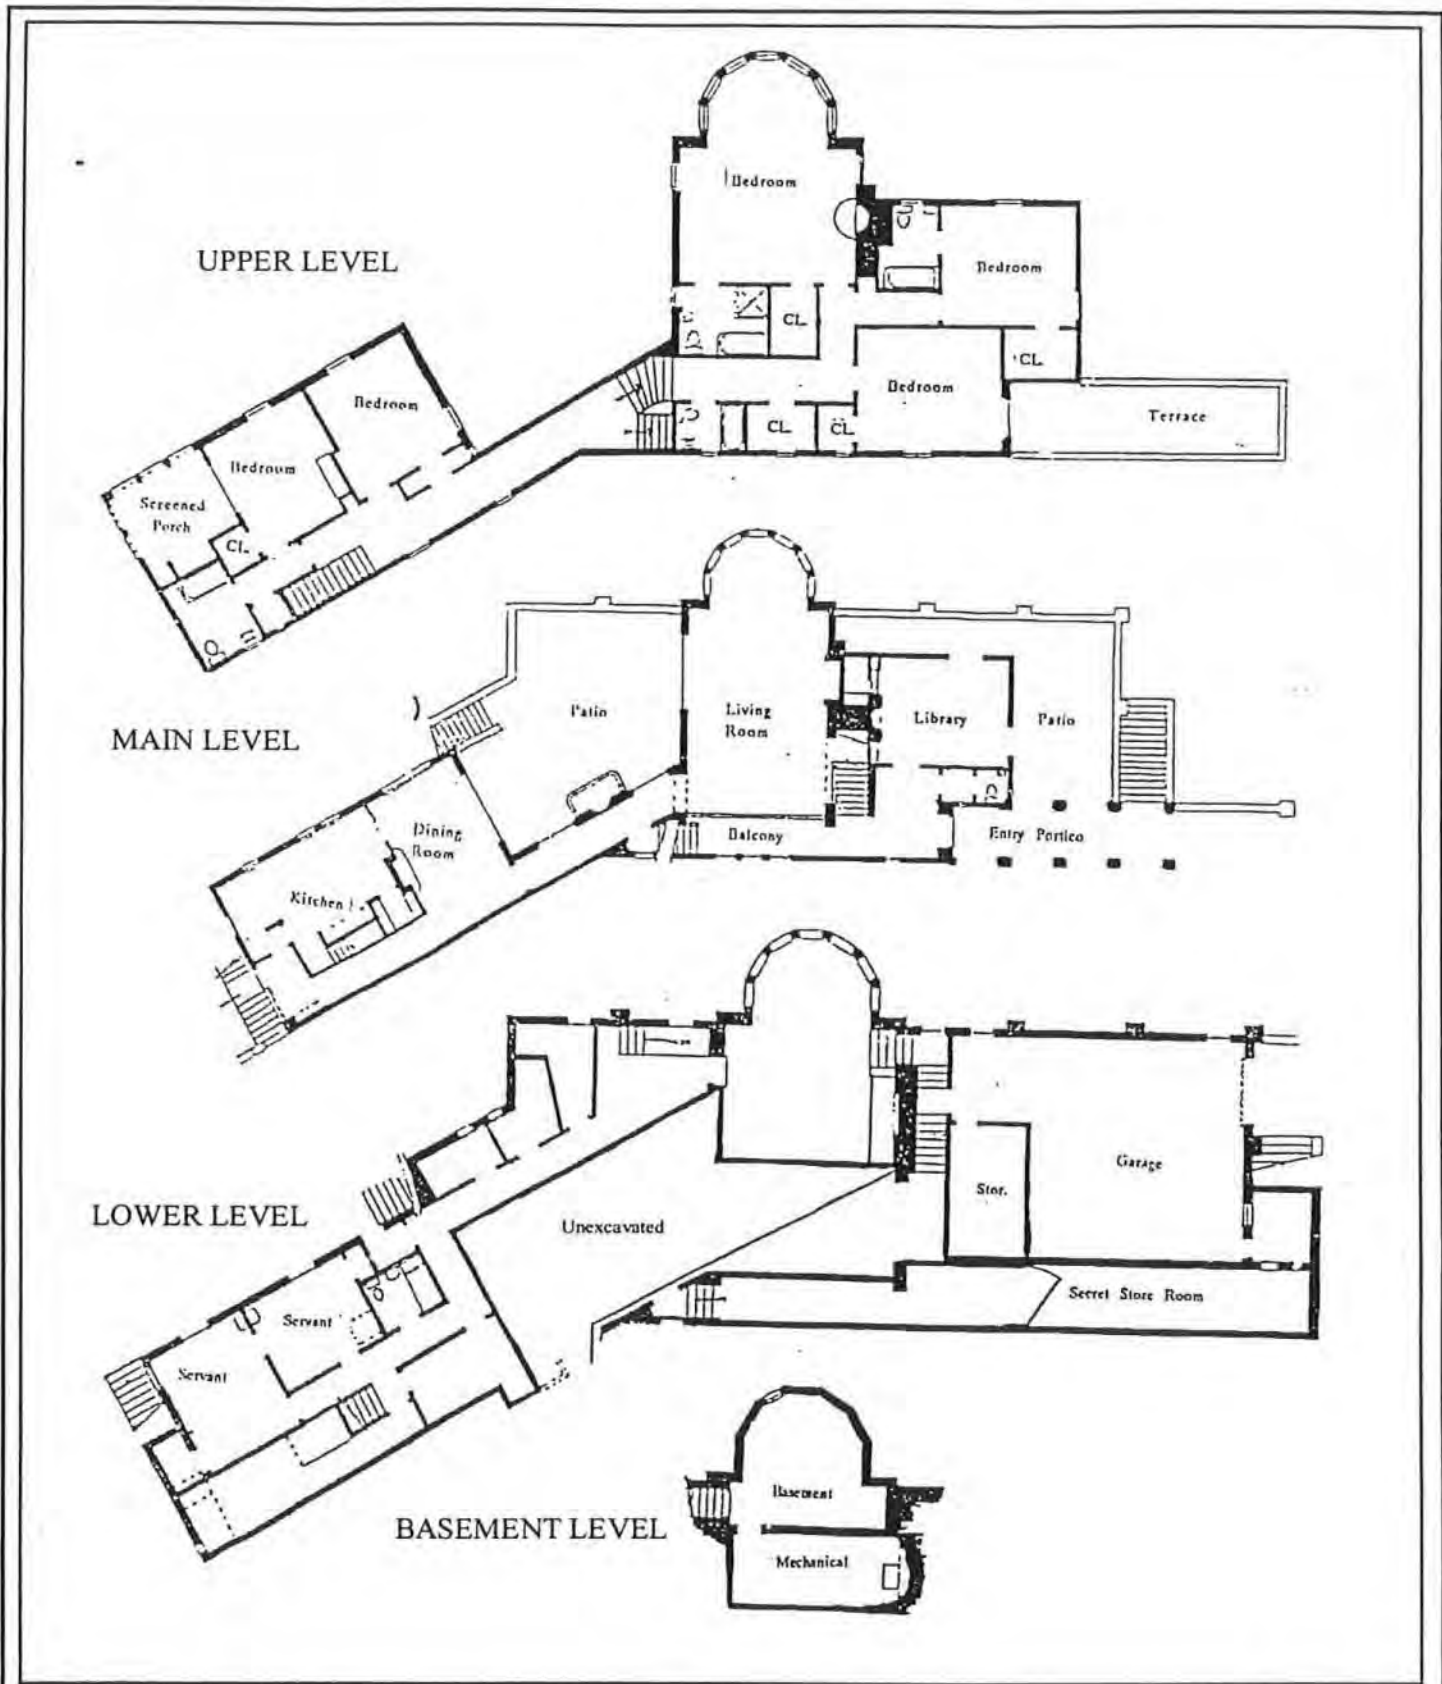 UPPER LEVEL
Bedroom
Bedroom
CL.
CL.
Bedroom
Terrace
CL.
CL.
Bedroom
Bedroom
Screened
Porch
CL.
MAIN LEVEL
Patio
Living
Room
Library
Patio
Dining
Room
Balcony
Entry Portico
Kitchen
LOWER LEVEL
Garage
Stor.
Unexcavated
Secret Store Room
Servant
Servant
BASEMENT LEVEL
Basement
Mechanical